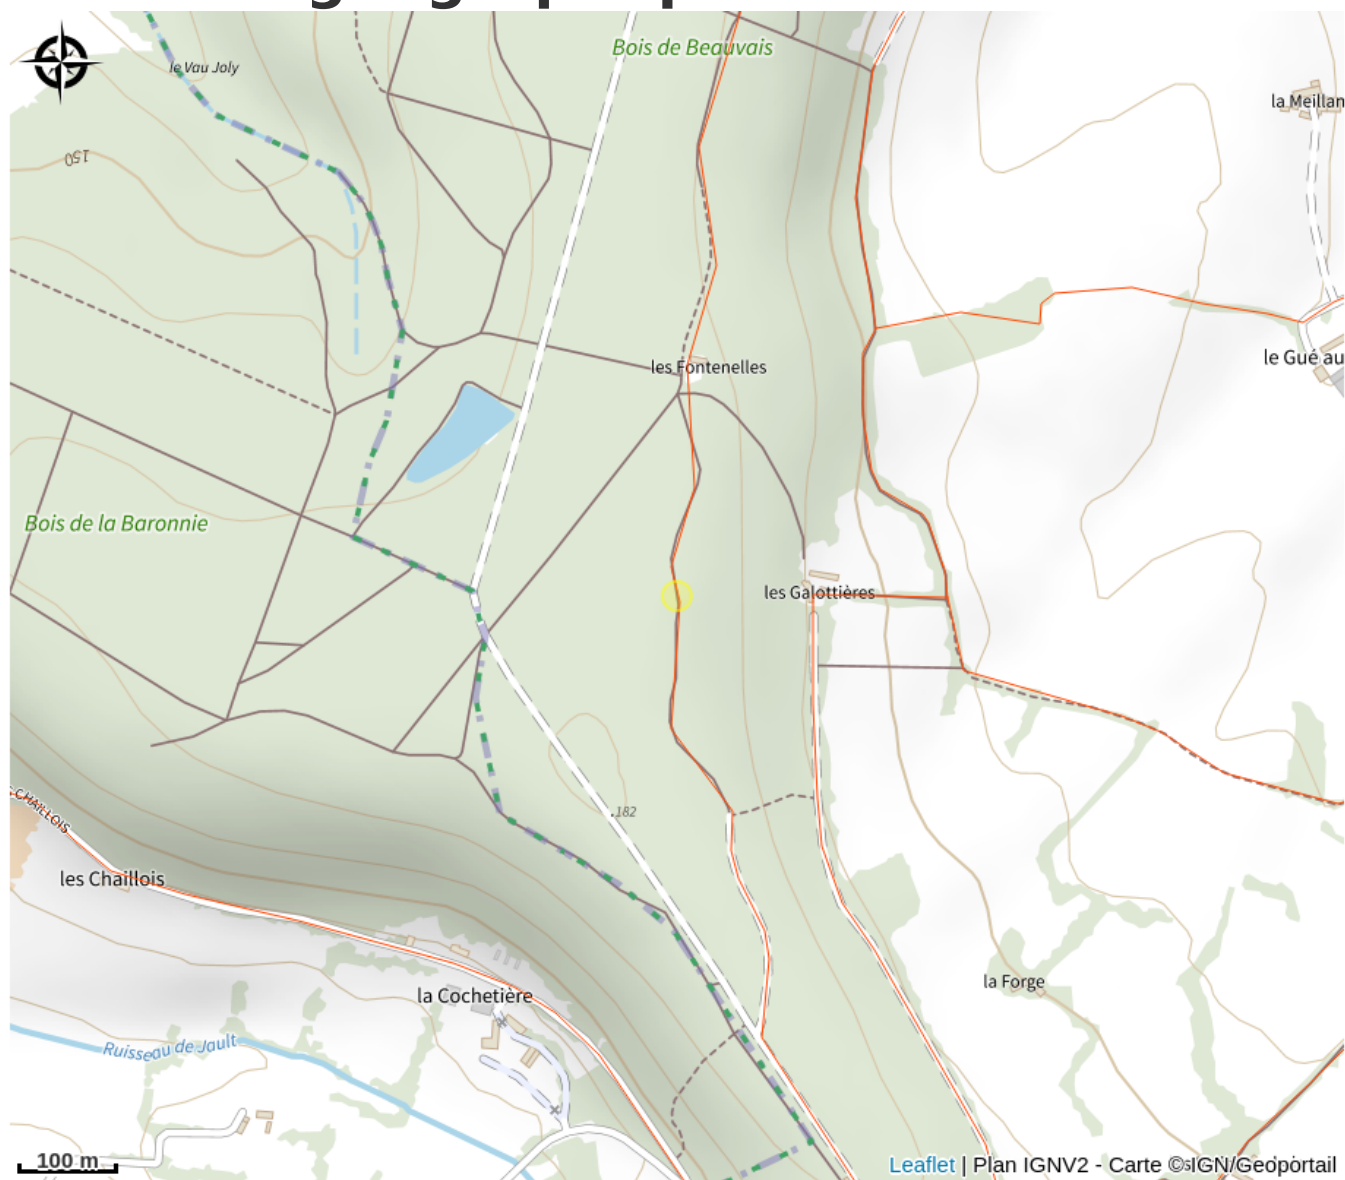 Bois de Beauvais
le Vau Joly
la Meillan
150
les Fontenelles
le Gué au
Bois de la Baronnie
les Galottières
182
CHAILLOIS
les Chaillois
la Forge
la Cochetière
Ruisseau de Jault
100 m
Leaflet | Plan IGNV2 - Carte ©IGN/Geoportail